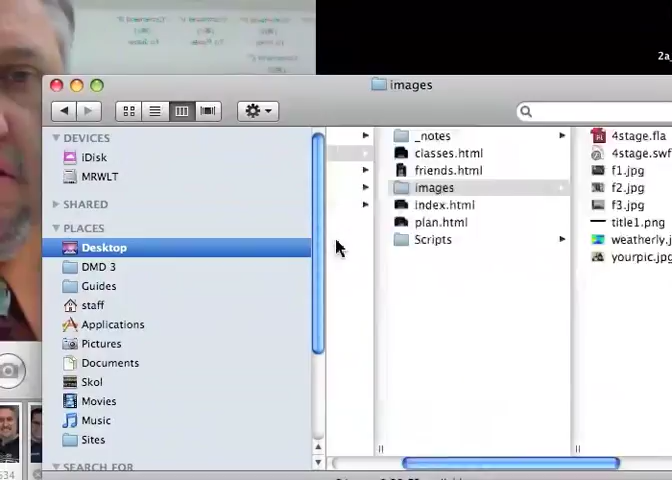 2a
images
DEVICES
iDisk
MRWLT
SHARED
PLACES
Desktop
DMD 3
Guides
staff
Applications
Pictures
Documents
Skol
Movies
Music
Sites
SEARCH FOR
_notes
classes.html
friends.html
images
index.html
plan.html
Scripts
4stage.fla
4stage.swf
f1.jpg
f2.jpg
f3.jpg
title1.png
weatherly.j
yourpic.jpg
634